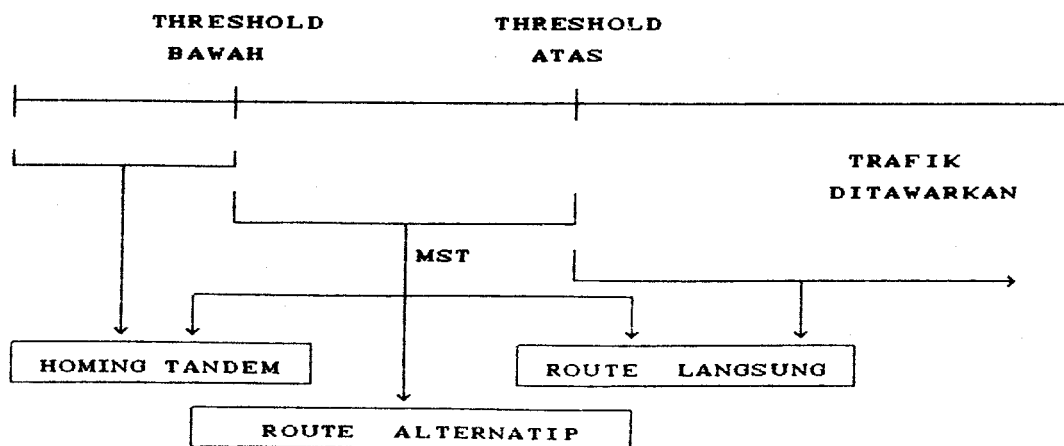 THRESHOLD
BAWAH
THRESHOLD
ATAS
TRAFIK
DITAWARKAN
MST
HOMING TANDEM
ROUTE LANGSUNG
ROUTE ALTERNATIP